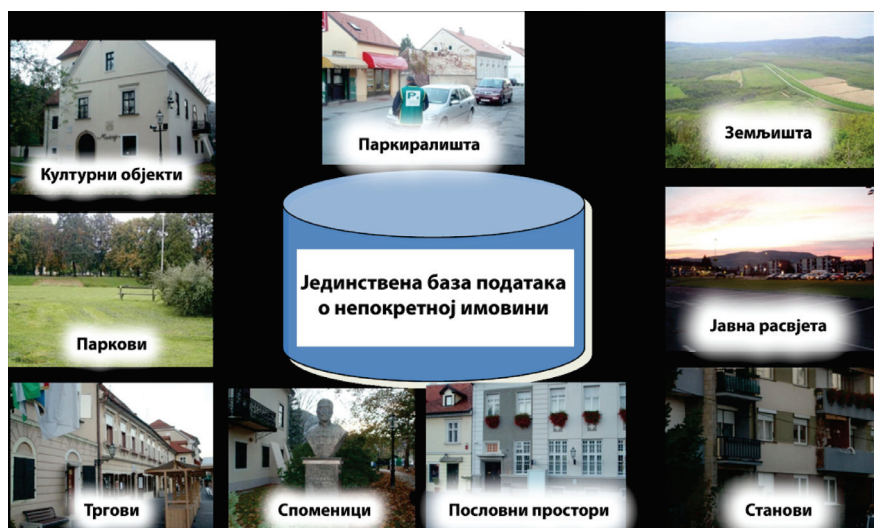 Културни објекти
Паркиралишта
Земљишта
Јединствена база података
о непокретној имовини
Паркови
Јавна расвјета
Тргови
Споменици
Пословни простори
Станови